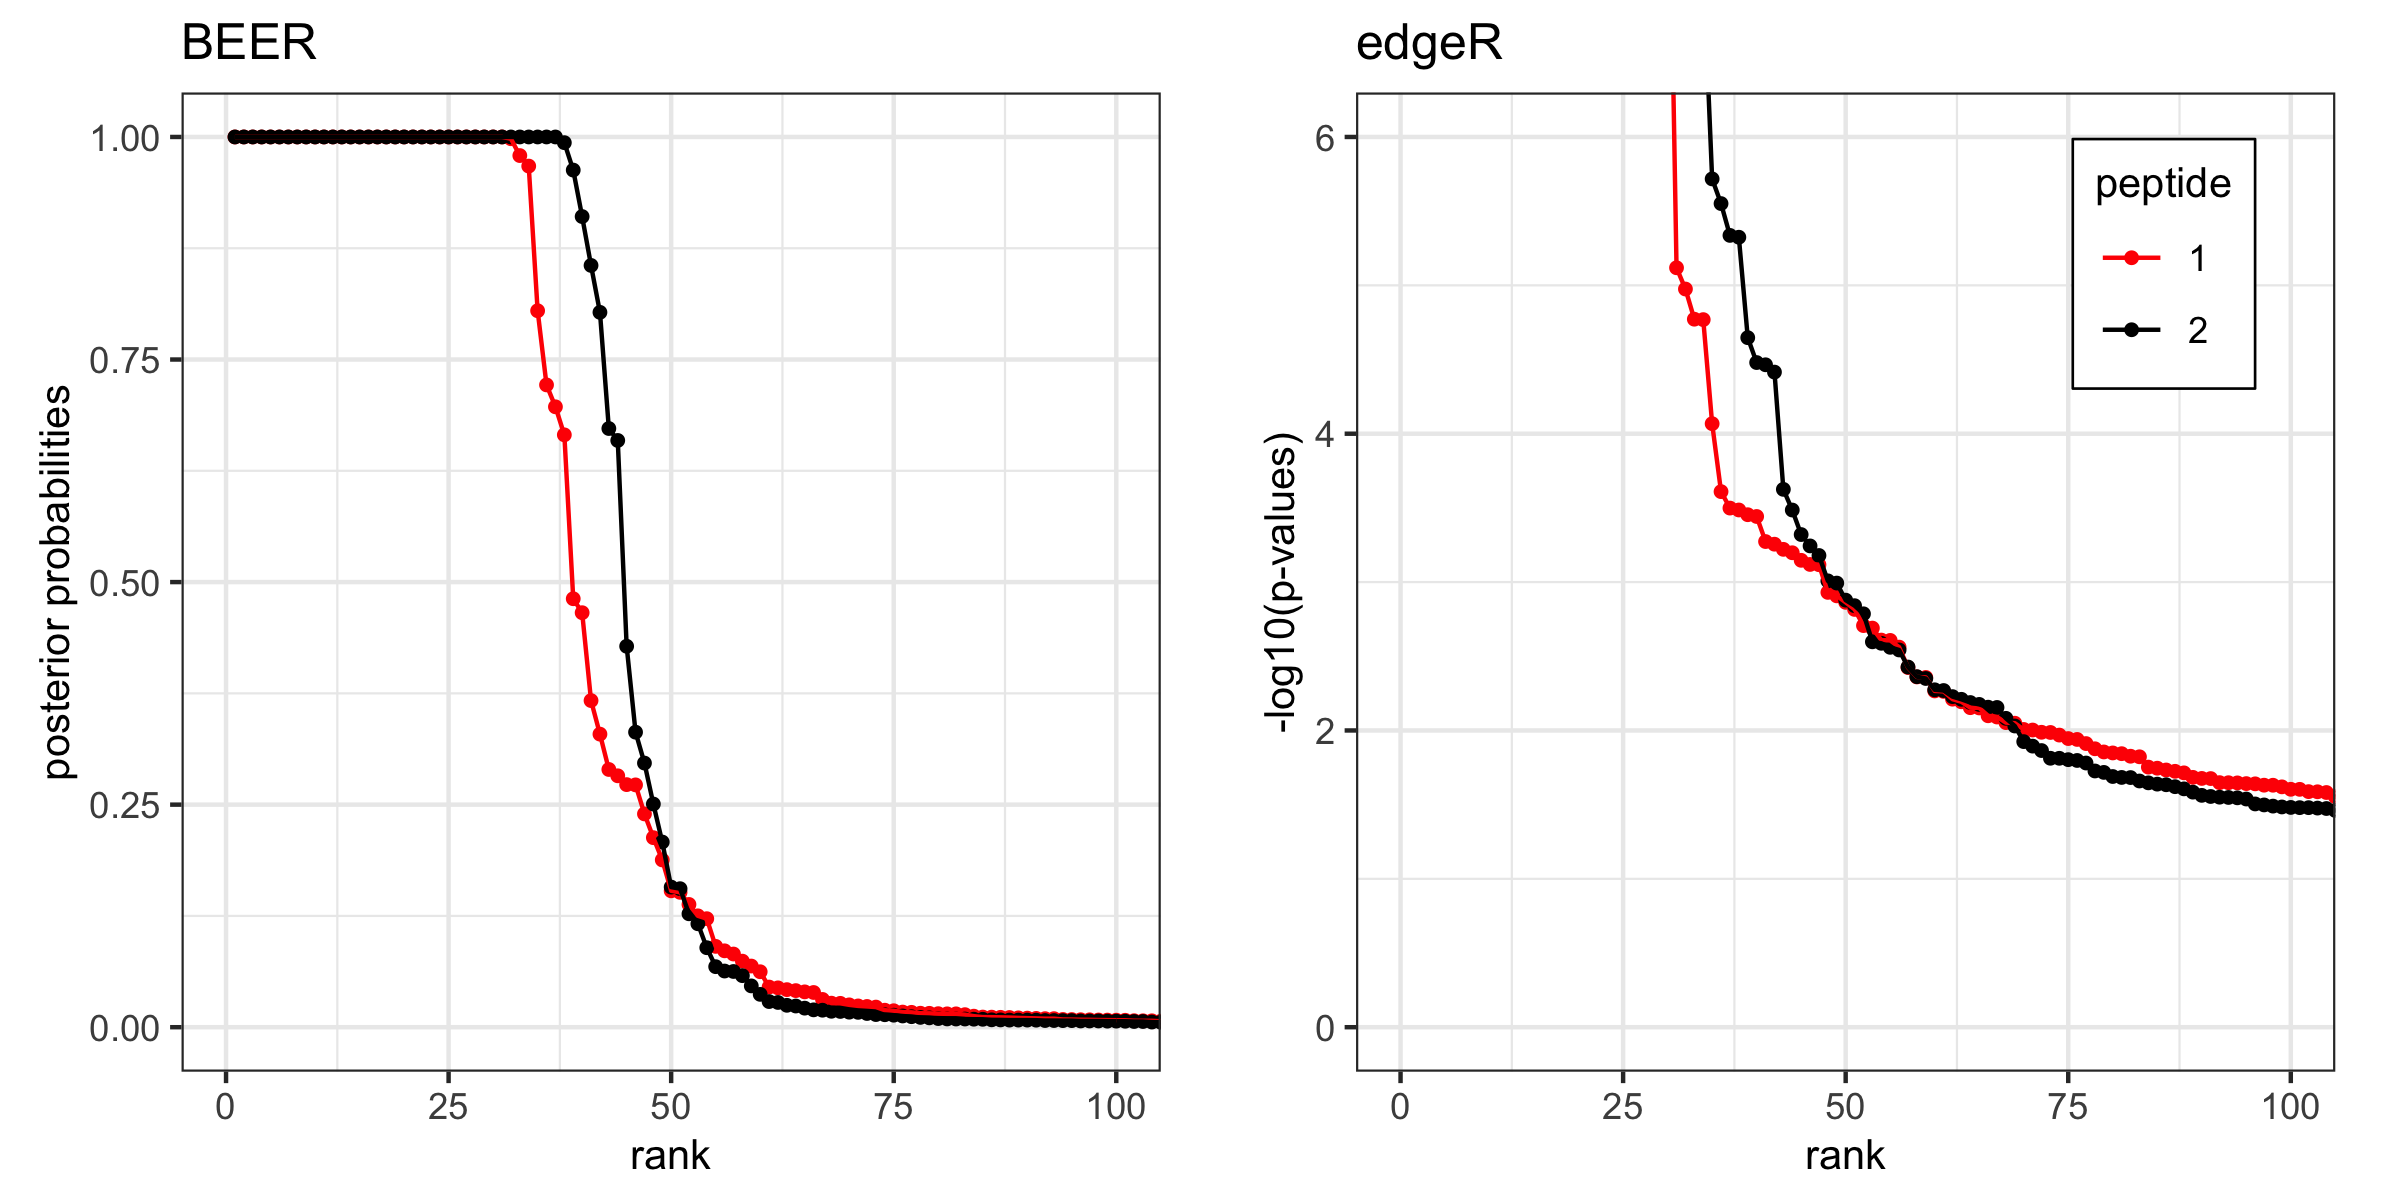 BEER
posterior probabilities
1.00
0.75
0.50
0.25
0.00
0 25 50 75 100
rank
edgeR
-log10(p-values)
6
4
2
0
peptide
1
2
0 25 50 75 100
rank